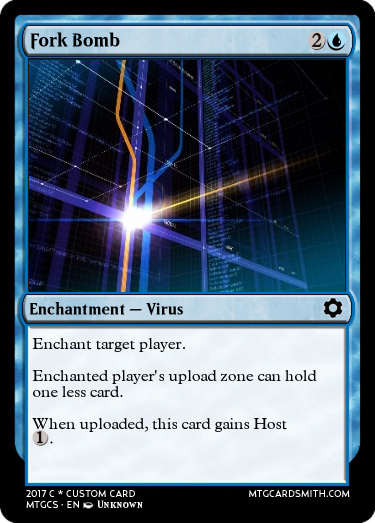 Fork Bomb
2
Enchantment — Virus
Enchant target player.
Enchanted player's upload zone can hold
one less card.
When uploaded, this card gains Host
1.
2017 C * CUSTOM CARD
MTGCS · EN Unknown
MTGCARDSMITH.COM